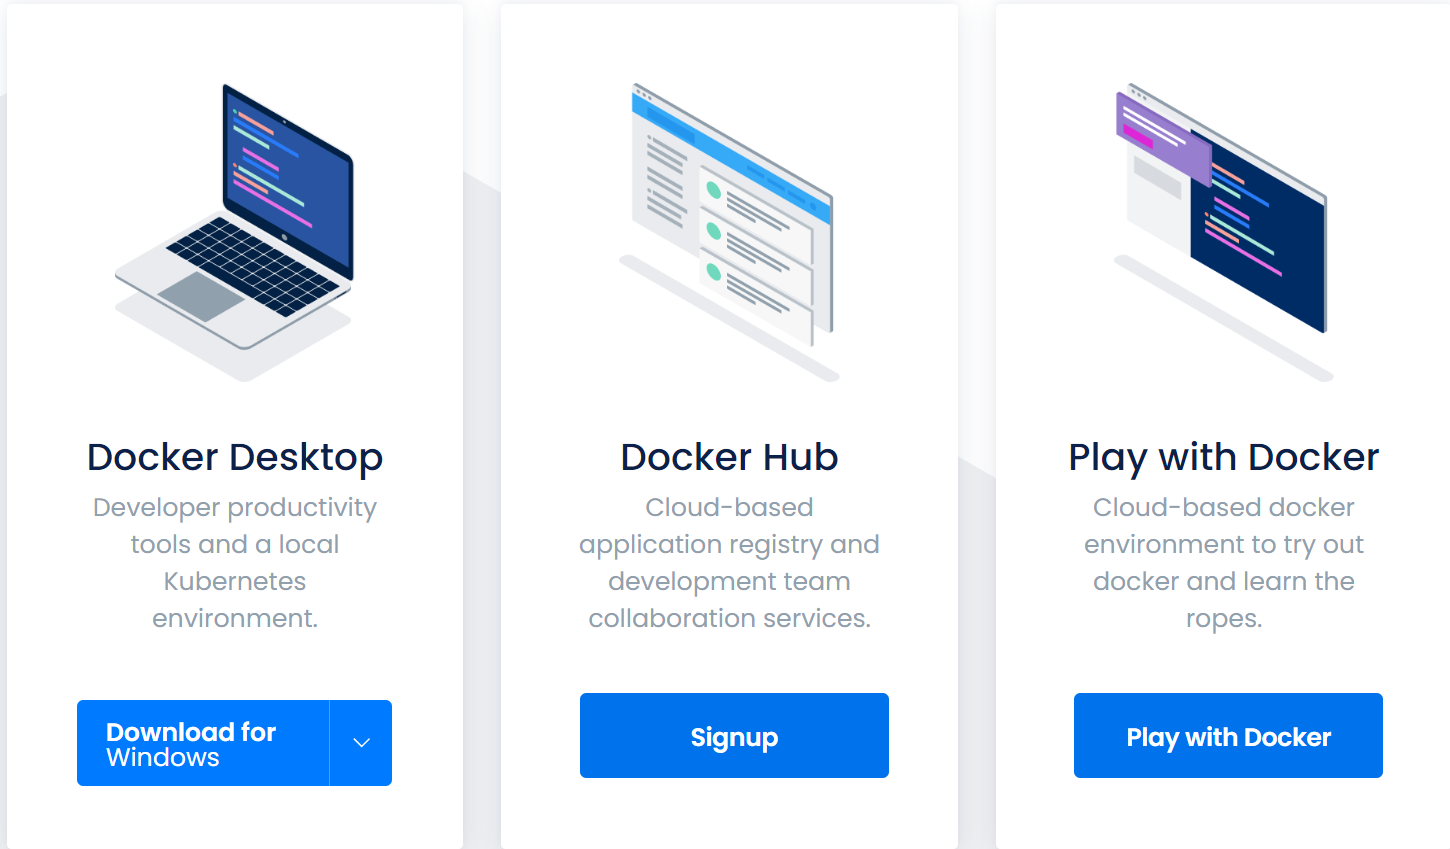 Docker Desktop
Developer productivity
tools and a local
Kubernetes
environment.
Download for
Windows
Docker Hub
Cloud-based
application registry and
development team
collaboration services.
Signup
Play with Docker
Cloud-based docker
environment to try out
docker and learn the
ropes.
Play with Docker